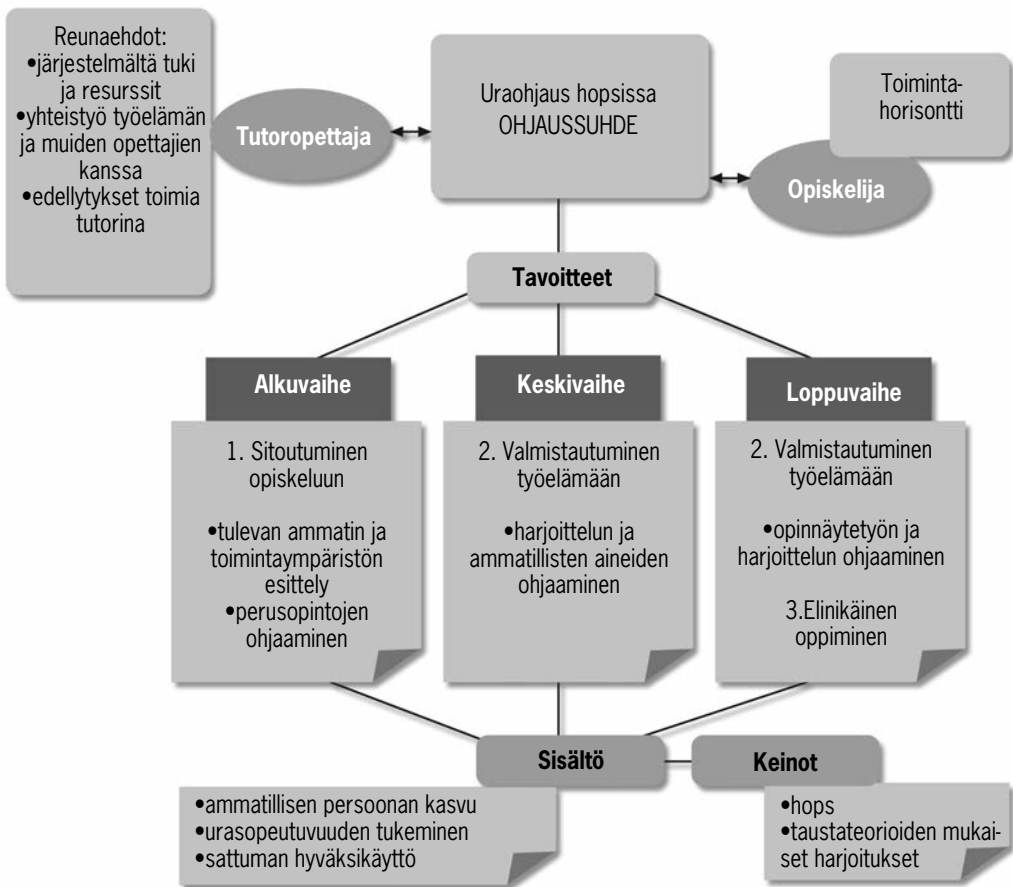 Reunaehdot:
•järjestelmältä tuki
ja resurssit
•yhteistyö työelämän
ja muiden opettajien
kanssa
•edellytykset toimia
tutorina
Tutoropettaja
Uraohjaus hopsissa
OHJAUSSUHDE
Toiminta-
horisontti
Opiskelija
Tavoitteet
Alkuvaihe
1. Sitoutuminen
opiskeluun
•tulevan ammatin ja
toimintaympäristön
esittely
•perusopintojen
ohjaaminen
Keskivaihe
2. Valmistautuminen
työelämään
•harjoittelun ja
ammatillisten aineiden
ohjaaminen
Loppuvaihe
2. Valmistautuminen
työelämään
•opinnäytetyön ja
harjoittelun ohjaaminen
3.Elinikäinen
oppiminen
Sisältö
•ammatillisen persoonan kasvu
•urasopeutuvuuden tukeminen
•sattuman hyväksikäyttö
Keinot
•hops
•taustateorioiden mukai-
set harjoitukset